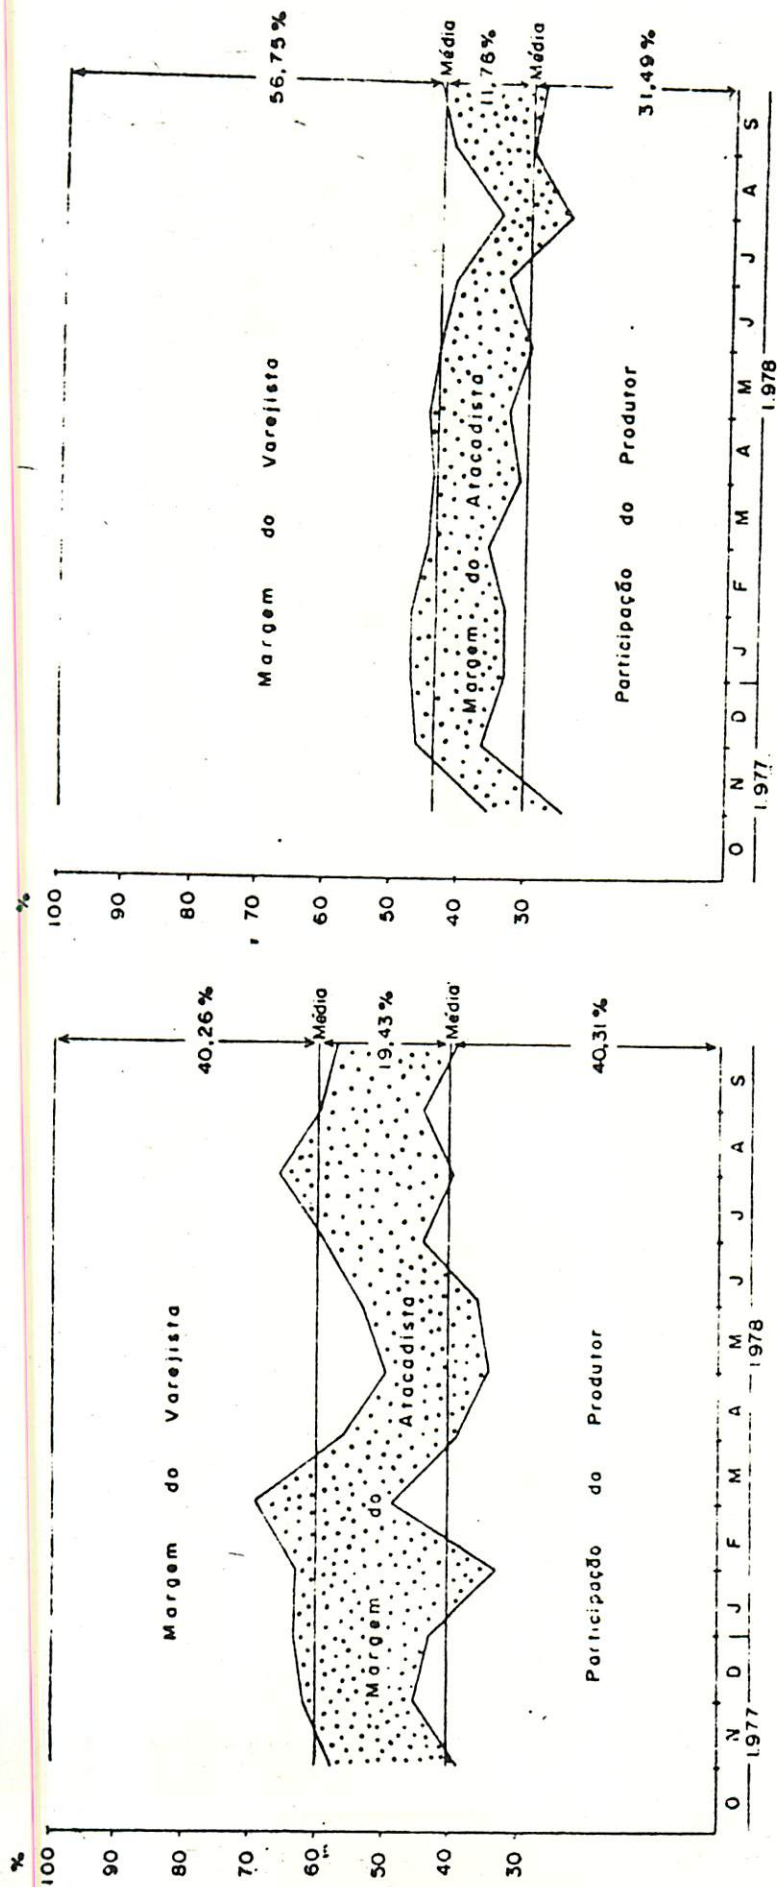 %
100
90
80
70
60
50
40
30
Margem do Varejista
Margem do Atacadista
Participação do Produtor
40,26%
Média
19,43%
Média
40,31%
O N D J F M A M J J A S
1.977
1978
%
100
90
80
70
60
50
40
30
Margem do Varejista
Margem do Atacadista
Participação do Produtor
56,75%
Média
11,76%
Média
31,49%
O N D J F M A M J J A S
1.977
1.978